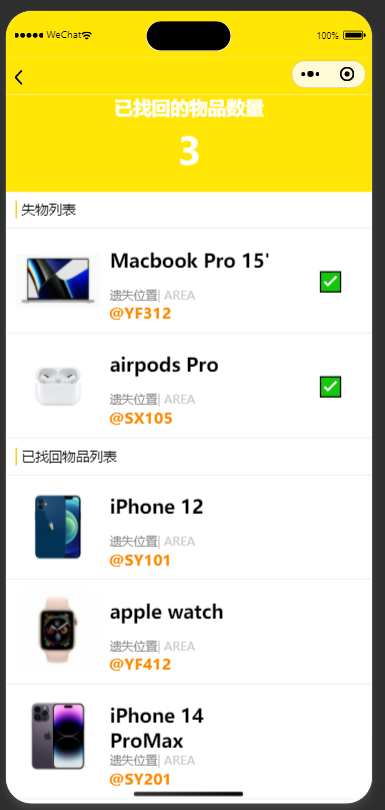 WeChat
100%
已找回的物品数量
3
失物列表
Macbook Pro 15'
遗失位置| AREA
@YF312
airpods Pro
遗失位置| AREA
@SX105
已找回物品列表
iPhone 12
遗失位置| AREA
@SY101
apple watch
遗失位置| AREA
@YF412
iPhone 14
ProMax
遗失位置| AREA
@SY201